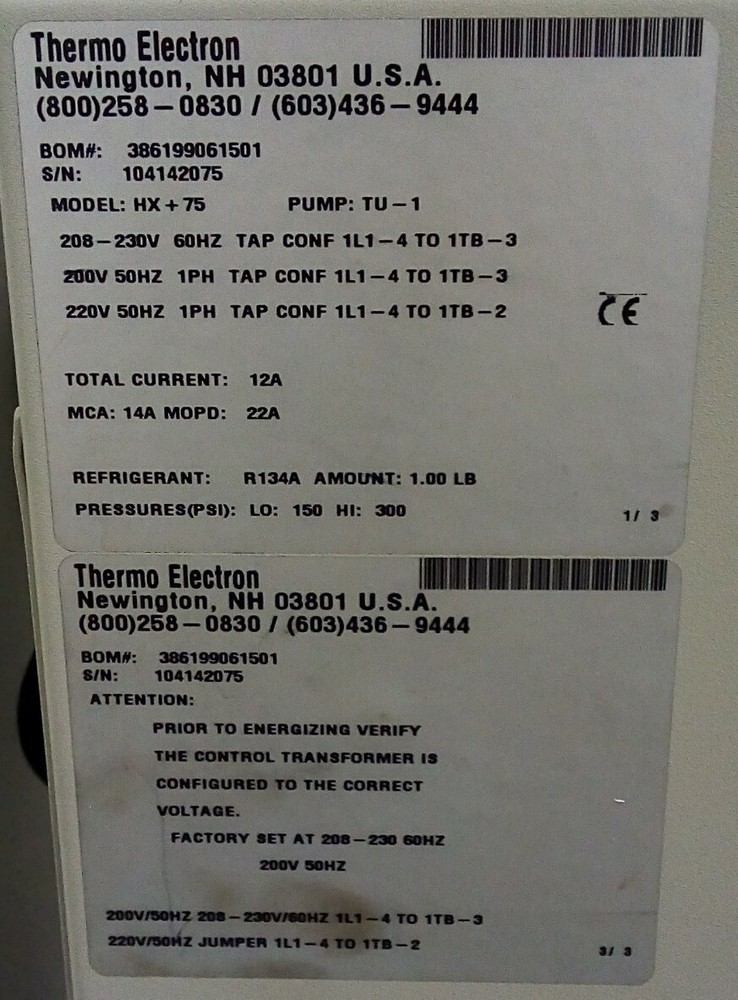 Thermo Electron
Newington, NH 03801 U.S.A.
(800)258-0830 / (603)436-9444
BOM#: 386199061501
S/N: 104142075
MODEL: HX+75 PUMP: TU-1
208-230V 60HZ TAP CONF 1L1-4 TO 1TB-3
200V 50HZ 1PH TAP CONF 1L1-4 TO 1TB-3
220V 50HZ 1PH TAP CONF 1L1-4 TO 1TB-2
CE
TOTAL CURRENT: 12A
MCA: 14A MOPD: 22A
REFRIGERANT: R134A AMOUNT: 1.00 LB
PRESSURES(PSI): LO: 150 HI: 300
1/ 3
Thermo Electron
Newington, NH 03801 U.S.A.
(800)258-0830 / (603)436-9444
BOM#: 386199061501
S/N: 104142075
ATTENTION:
PRIOR TO ENERGIZING VERIFY
THE CONTROL TRANSFORMER IS
CONFIGURED TO THE CORRECT
VOLTAGE.
FACTORY SET AT 208-230 60HZ
200V 50HZ
200V/50HZ 208-230V/60HZ 1L1-4 TO 1TB-3
220V/50HZ JUMPER 1L1-4 TO 1TB-2
3/ 3